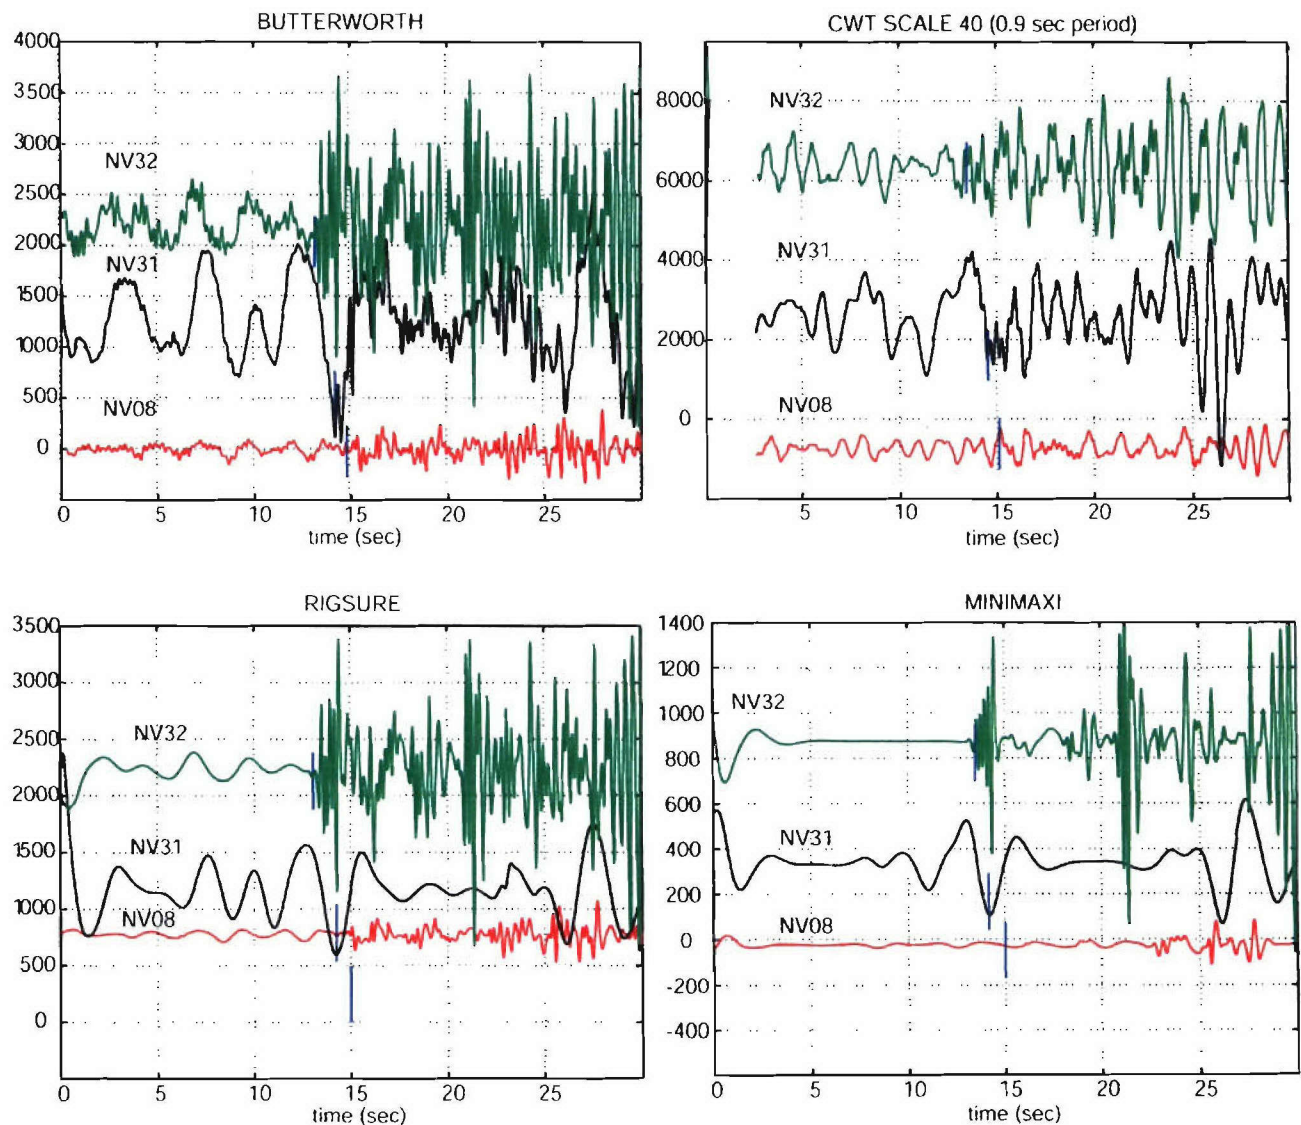 BUTTERWORTH
4000
3500
3000
2500
2000
1500
1000
500
0
NV32
NV31
NV08
0 5 10 15 20 25
time (sec)
CWT SCALE 40 (0.9 sec period)
8000
6000
4000
2000
0
NV32
NV31
NV08
5 10 15 20 25
time (sec)
RIGSURE
3500
3000
2500
2000
1500
1000
500
0
NV32
NV31
NV08
0 5 10 15 20 25
time (sec)
MINIMAXI
1400
1200
1000
800
600
400
200
0
-200
-400
NV32
NV31
NV08
0 5 10 15 20 25
time (sec)